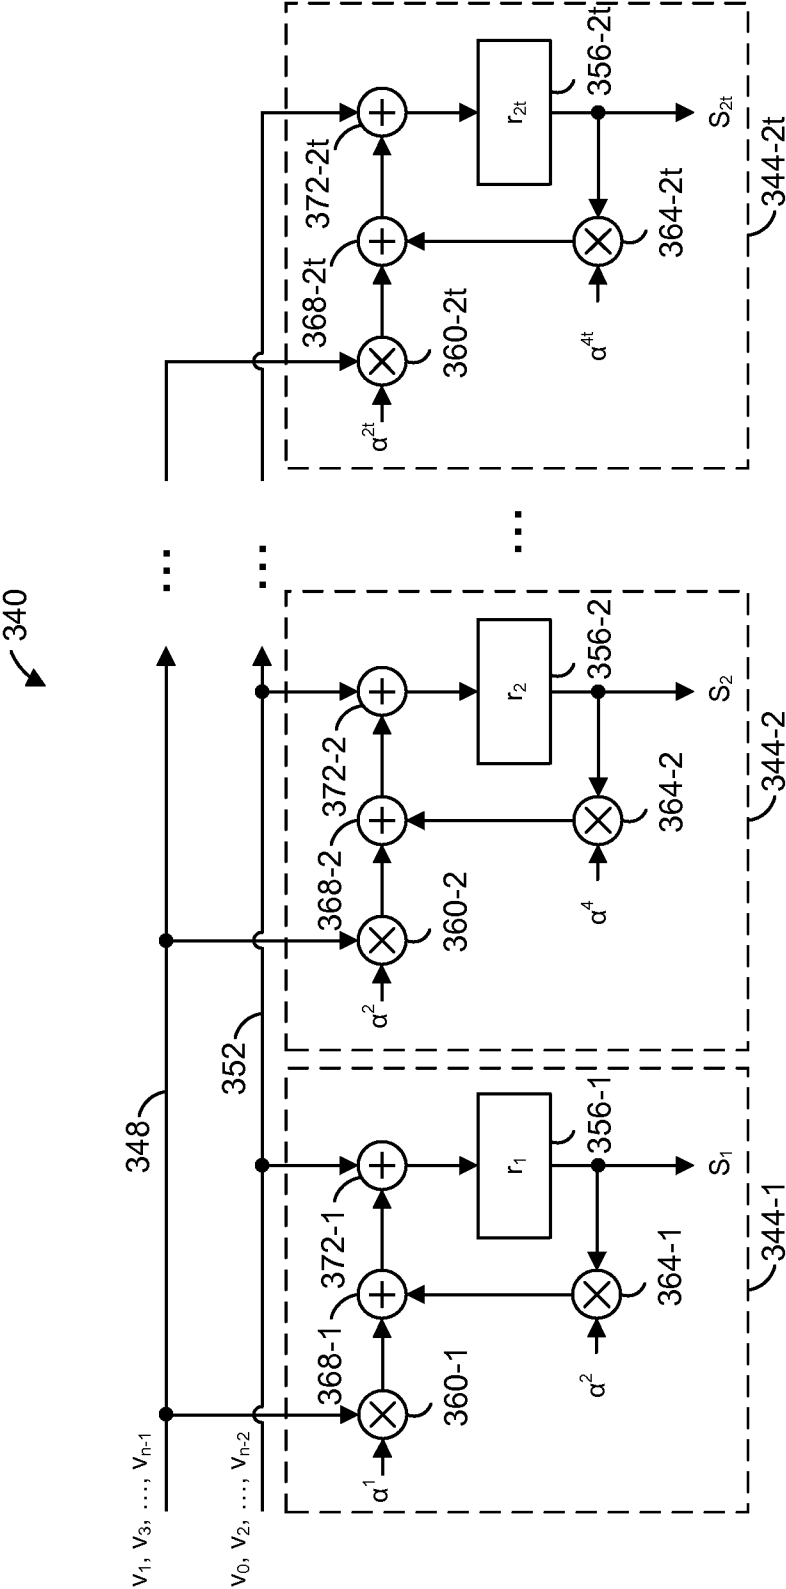 340
v1, v3, ..., vn-1
348
v0, v2, ..., vn-2
352
α1
360-1
368-1
372-1
r1
356-1
α2
364-1
S1
344-1
α2
360-2
368-2
372-2
r2
356-2
α4
364-2
S2
344-2
...
...
...
α2t
360-2t
368-2t
372-2t
r2t
356-2t
α4t
364-2t
S2t
344-2t